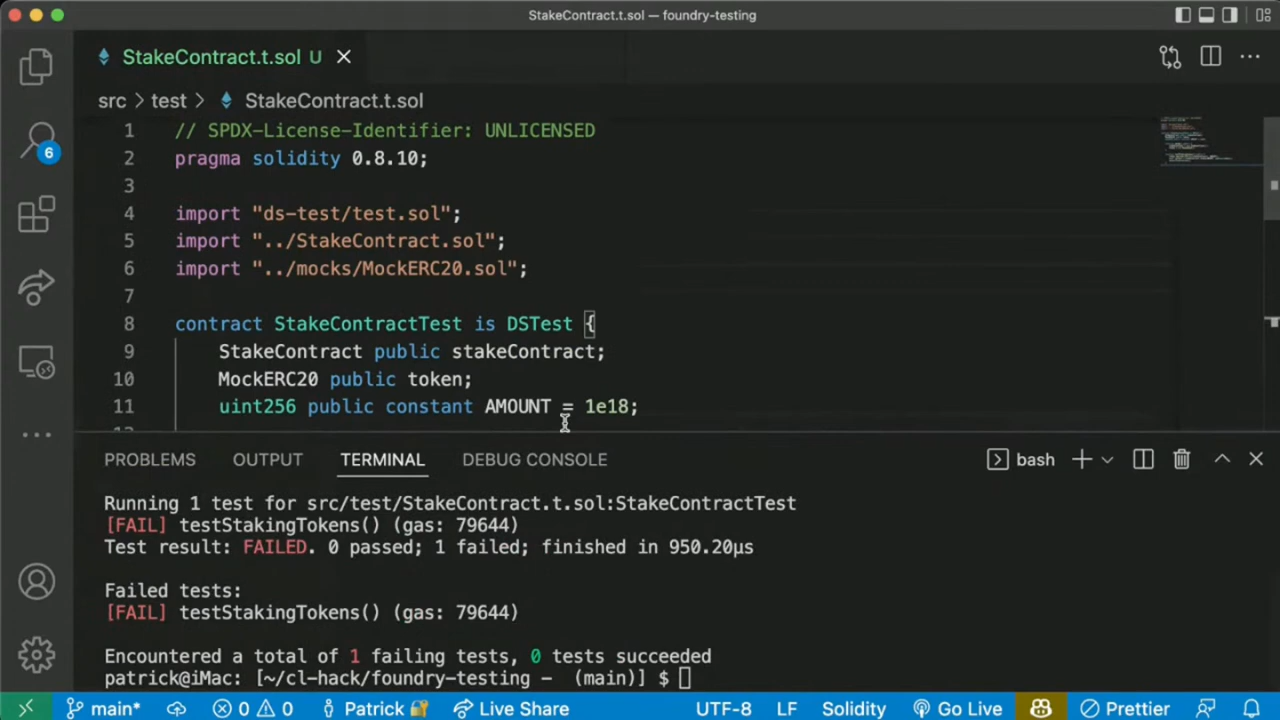 StakeContract.t.sol — foundry-testing
StakeContract.t.sol U
src > test > StakeContract.t.sol
1 // SPDX-License-Identifier: UNLICENSED
2 pragma solidity 0.8.10;
3
4 import "ds-test/test.sol";
5 import "../StakeContract.sol";
6 import "../mocks/MockERC20.sol";
7
8 contract StakeContractTest is DSTest {
9 StakeContract public stakeContract;
10 MockERC20 public token;
11 uint256 public constant AMOUNT = 1e18;
6
PROBLEMS OUTPUT TERMINAL DEBUG CONSOLE bash
Running 1 test for src/test/StakeContract.t.sol:StakeContractTest
[FAIL] testStakingTokens() (gas: 79644)
Test result: FAILED. 0 passed; 1 failed; finished in 950.20µs
Failed tests:
[FAIL] testStakingTokens() (gas: 79644)
Encountered a total of 1 failing tests, 0 tests succeeded
patrick@iMac: [~/cl-hack/foundry-testing - (main)] $
main* 0 0 Patrick Live Share UTF-8 LF Solidity Go Live Prettier